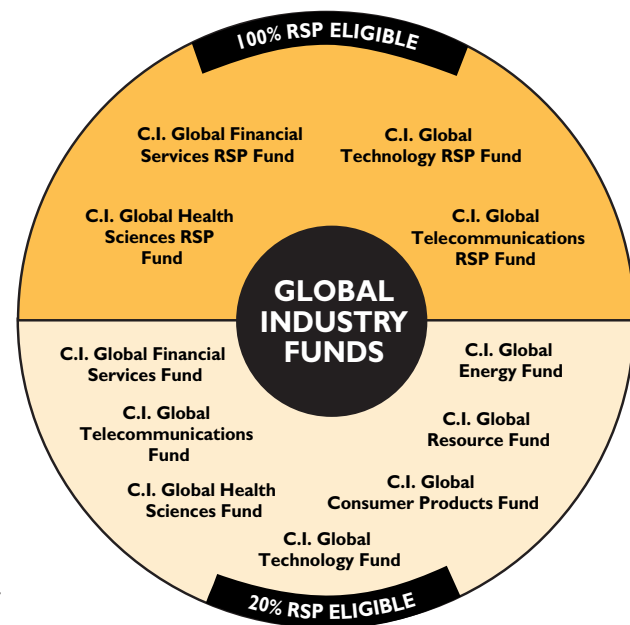 100% RSP ELIGIBLE
C.I. Global Financial
Services RSP Fund
C.I. Global
Technology RSP Fund
C.I. Global Health
Sciences RSP
Fund
C.I. Global
Telecommunications
RSP Fund
GLOBAL
INDUSTRY
FUNDS
C.I. Global Financial
Services Fund
C.I. Global
Energy Fund
C.I. Global
Telecommunications
Fund
C.I. Global
Resource Fund
C.I. Global Health
Sciences Fund
C.I. Global
Consumer Products Fund
C.I. Global
Technology Fund
20% RSP ELIGIBLE